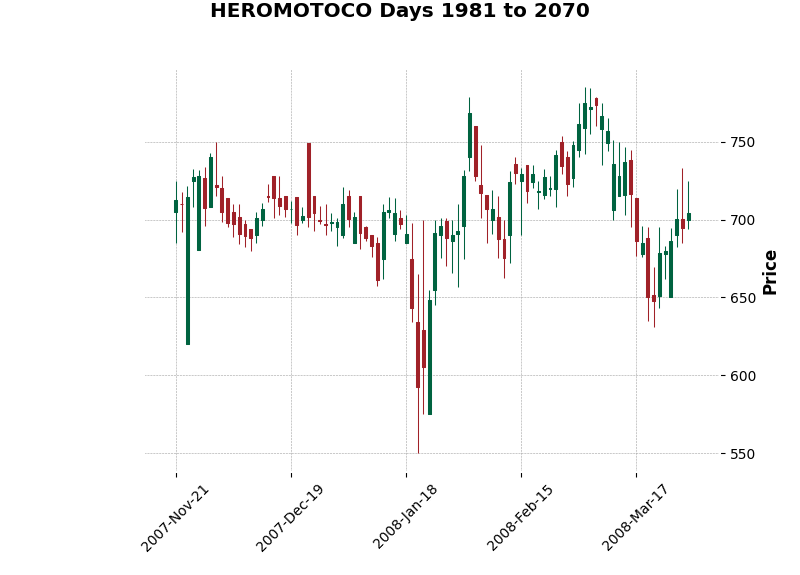 HEROMOTOCO Days 1981 to 2070
750
700
650
600
550
Price
2007-Nov-21
2007-Dec-19
2008-Jan-18
2008-Feb-15
2008-Mar-17